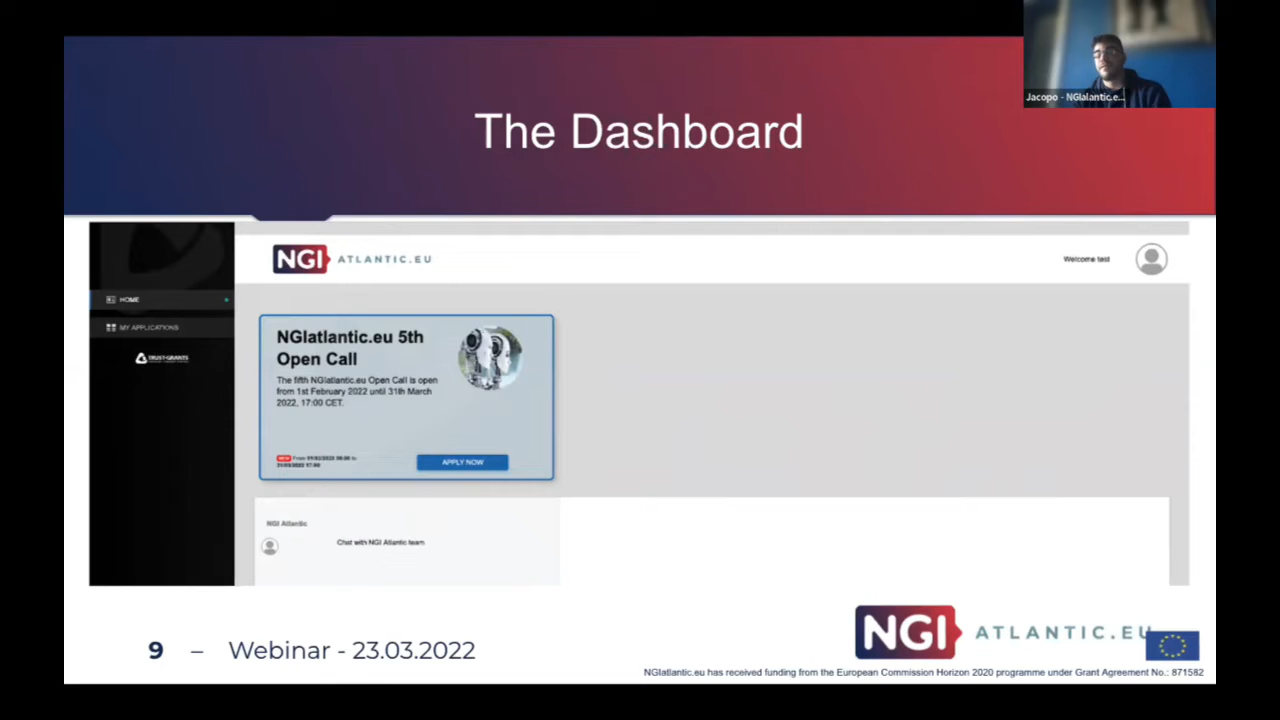 The Dashboard
Jacopo - NGIalantic.e...
NGI ATLANTIC.EU
Welcome test
HOME
MY APPLICATIONS
TRUST-GRANTS
NGIatlantic.eu 5th
Open Call
The fifth NGIatlantic.eu Open Call is open
from 1st February 2022 until 31th March
2022, 17:00 CET.
APPLY NOW
NGI Atlantic
Chat with NGI Atlantic team
9 – Webinar - 23.03.2022
NGI ATLANTIC.EU
NGIatlantic.eu has received funding from the European Commission Horizon 2020 programme under Grant Agreement No.: 871582